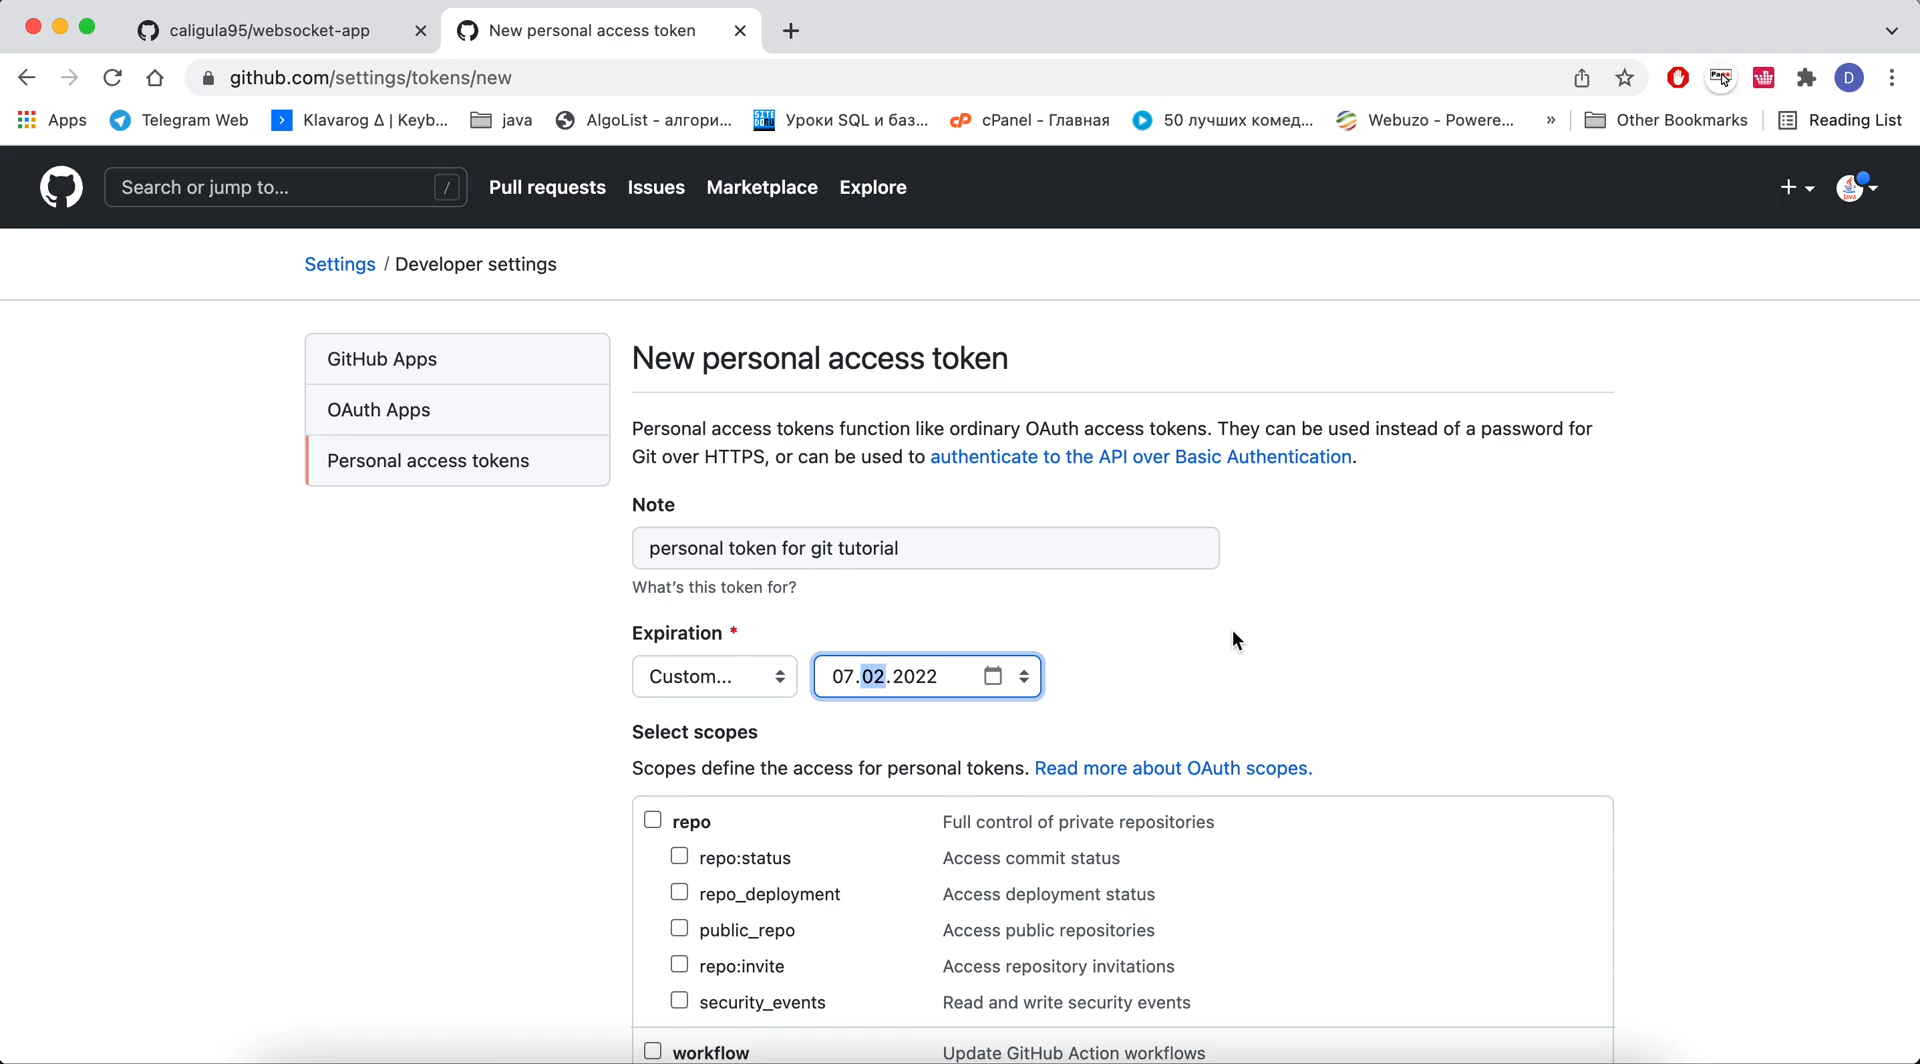 caligula95/websocket-app
New personal access token
github.com/settings/tokens/new
D
Apps
Telegram Web
Klavarog Δ | Keyb...
java
AlgoList - алгори...
Уроки SQL и баз...
cPanel - Главная
50 лучших комед...
Webuzo - Powere...
»
Other Bookmarks
Reading List
Search or jump to...
/
Pull requests
Issues
Marketplace
Explore
Settings / Developer settings
GitHub Apps
OAuth Apps
Personal access tokens
New personal access token
Personal access tokens function like ordinary OAuth access tokens. They can be used instead of a password for
Git over HTTPS, or can be used to authenticate to the API over Basic Authentication.
Note
personal token for git tutorial
What's this token for?
Expiration *
Custom...
07.02.2022
Select scopes
Scopes define the access for personal tokens. Read more about OAuth scopes.
repo Full control of private repositories
repo:status Access commit status
repo_deployment Access deployment status
public_repo Access public repositories
repo:invite Access repository invitations
security_events Read and write security events
workflow Update GitHub Action workflows